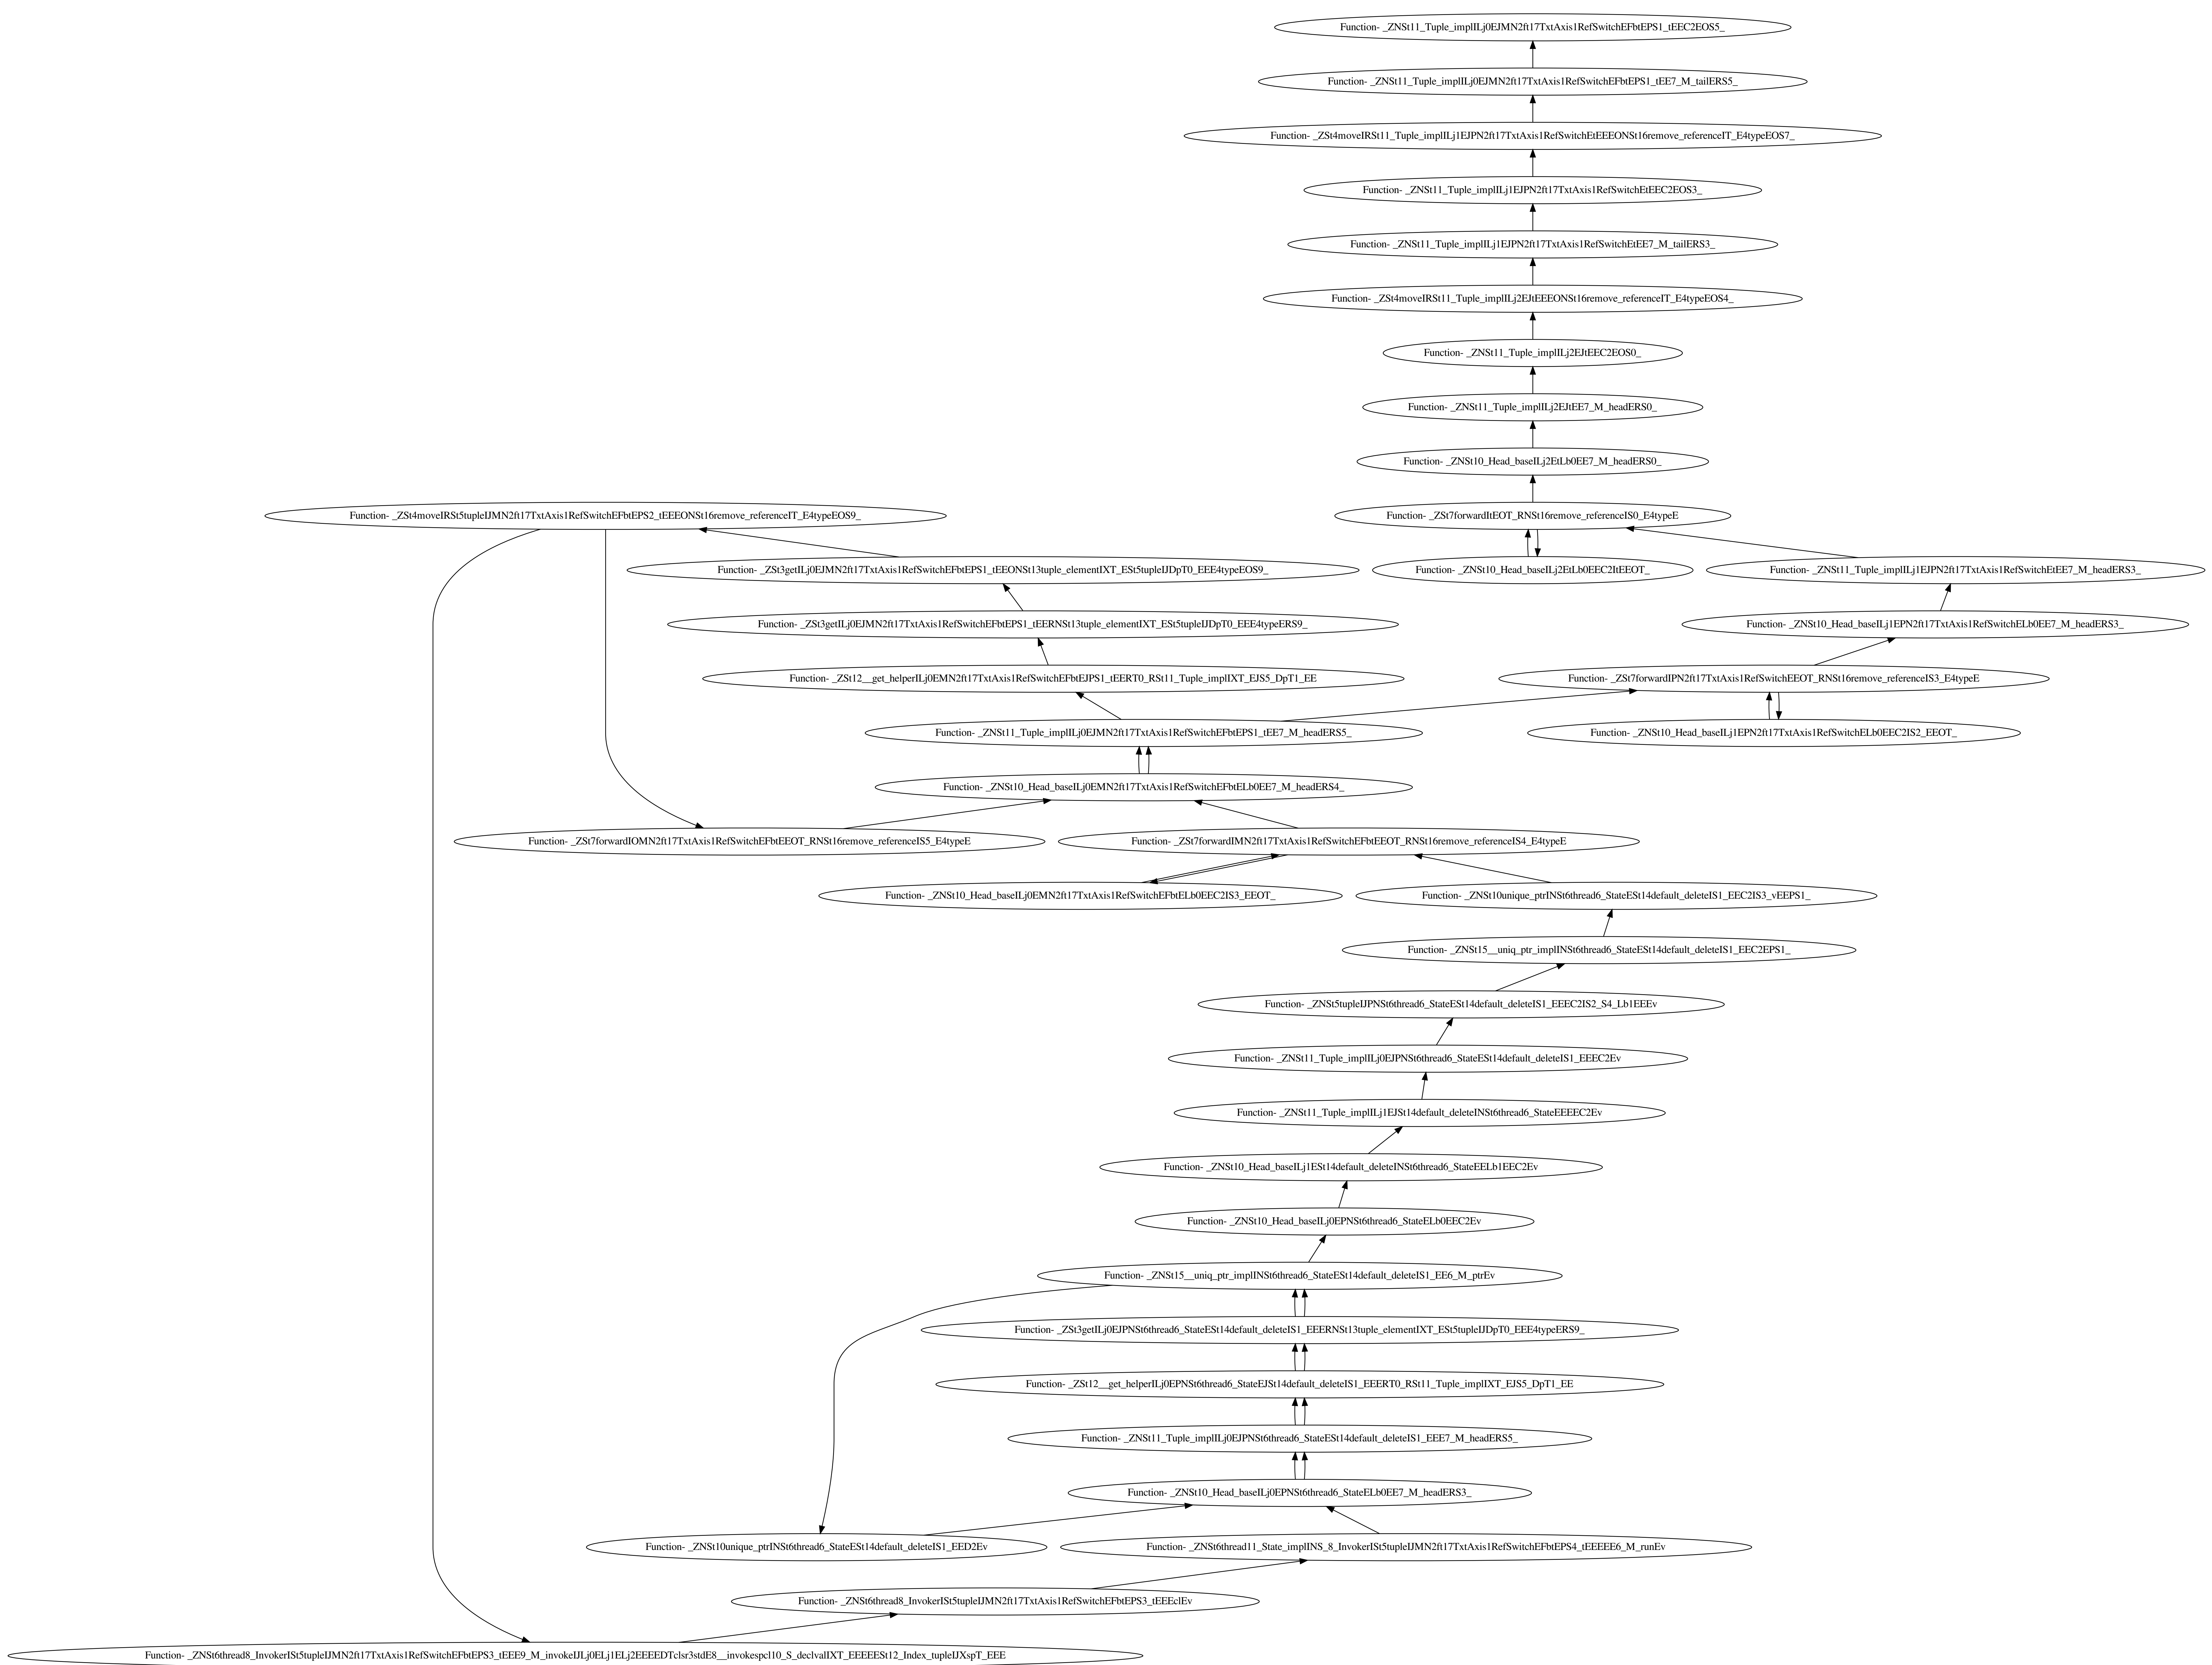 Function- _ZNSt11_Tuple_implILj0EJMN2ft17TxtAxis1RefSwitchEFbtEPS1_tEEC2EOS5_
Function- _ZNSt11_Tuple_implILj0EJMN2ft17TxtAxis1RefSwitchEFbtEPS1_tEE7_M_tailERS5_
Function- _ZSt4moveIRSt11_Tuple_implILj1EJPN2ft17TxtAxis1RefSwitchEtEEEONSt16remove_referenceIT_E4typeEOS7_
Function- _ZNSt11_Tuple_implILj1EJPN2ft17TxtAxis1RefSwitchEtEEC2EOS3_
Function- _ZNSt11_Tuple_implILj1EJPN2ft17TxtAxis1RefSwitchEtEE7_M_tailERS3_
Function- _ZSt4moveIRSt11_Tuple_implILj2EJtEEEONSt16remove_referenceIT_E4typeEOS4_
Function- _ZNSt11_Tuple_implILj2EJtEEC2EOS0_
Function- _ZNSt11_Tuple_implILj2EJtEE7_M_headERS0_
Function- _ZNSt10_Head_baseILj2EtLb0EE7_M_headERS0_
Function- _ZSt4moveIRSt5tupleIJMN2ft17TxtAxis1RefSwitchEFbtEPS2_tEEEONSt16remove_referenceIT_E4typeEOS9_
Function- _ZSt7forwardItEOT_RNSt16remove_referenceIS0_E4typeE
Function- _ZSt3getILj0EJMN2ft17TxtAxis1RefSwitchEFbtEPS1_tEEONSt13tuple_elementIXT_ESt5tupleIJDpT0_EEE4typeEOS9_
Function- _ZNSt10_Head_baseILj2EtLb0EEC2ItEEOT_
Function- _ZNSt11_Tuple_implILj1EJPN2ft17TxtAxis1RefSwitchEtEE7_M_headERS3_
Function- _ZSt3getILj0EJMN2ft17TxtAxis1RefSwitchEFbtEPS1_tEERNSt13tuple_elementIXT_ESt5tupleIJDpT0_EEE4typeERS9_
Function- _ZNSt10_Head_baseILj1EPN2ft17TxtAxis1RefSwitchELb0EE7_M_headERS3_
Function- _ZSt12__get_helperILj0EMN2ft17TxtAxis1RefSwitchEFbtEJPS1_tEERT0_RSt11_Tuple_implIXT_EJS5_DpT1_EE
Function- _ZSt7forwardIPN2ft17TxtAxis1RefSwitchEEOT_RNSt16remove_referenceIS3_E4typeE
Function- _ZNSt11_Tuple_implILj0EJMN2ft17TxtAxis1RefSwitchEFbtEPS1_tEE7_M_headERS5_
Function- _ZNSt10_Head_baseILj1EPN2ft17TxtAxis1RefSwitchELb0EEC2IS2_EEOT_
Function- _ZNSt10_Head_baseILj0EMN2ft17TxtAxis1RefSwitchEFbtELb0EE7_M_headERS4_
Function- _ZSt7forwardIOMN2ft17TxtAxis1RefSwitchEFbtEEOT_RNSt16remove_referenceIS5_E4typeE
Function- _ZSt7forwardIMN2ft17TxtAxis1RefSwitchEFbtEEOT_RNSt16remove_referenceIS4_E4typeE
Function- _ZNSt10_Head_baseILj0EMN2ft17TxtAxis1RefSwitchEFbtELb0EEC2IS3_EEOT_
Function- _ZNSt10unique_ptrINSt6thread6_StateESt14default_deleteIS1_EEC2IS3_vEEPS1_
Function- _ZNSt15__uniq_ptr_implINSt6thread6_StateESt14default_deleteIS1_EEC2EPS1_
Function- _ZNSt5tupleIJPNSt6thread6_StateESt14default_deleteIS1_EEEC2IS2_S4_Lb1EEEv
Function- _ZNSt11_Tuple_implILj0EJPNSt6thread6_StateESt14default_deleteIS1_EEEC2Ev
Function- _ZNSt11_Tuple_implILj1EJSt14default_deleteINSt6thread6_StateEEEEC2Ev
Function- _ZNSt10_Head_baseILj1ESt14default_deleteINSt6thread6_StateEELb1EEC2Ev
Function- _ZNSt10_Head_baseILj0EPNSt6thread6_StateELb0EEC2Ev
Function- _ZNSt15__uniq_ptr_implINSt6thread6_StateESt14default_deleteIS1_EE6_M_ptrEv
Function- _ZSt3getILj0EJPNSt6thread6_StateESt14default_deleteIS1_EEERNSt13tuple_elementIXT_ESt5tupleIJDpT0_EEE4typeERS9_
Function- _ZSt12__get_helperILj0EPNSt6thread6_StateEJSt14default_deleteIS1_EEERT0_RSt11_Tuple_implIXT_EJS5_DpT1_EE
Function- _ZNSt11_Tuple_implILj0EJPNSt6thread6_StateESt14default_deleteIS1_EEE7_M_headERS5_
Function- _ZNSt10_Head_baseILj0EPNSt6thread6_StateELb0EE7_M_headERS3_
Function- _ZNSt10unique_ptrINSt6thread6_StateESt14default_deleteIS1_EED2Ev
Function- _ZNSt6thread11_State_implINS_8_InvokerISt5tupleIJMN2ft17TxtAxis1RefSwitchEFbtEPS4_tEEEEE6_M_runEv
Function- _ZNSt6thread8_InvokerISt5tupleIJMN2ft17TxtAxis1RefSwitchEFbtEPS3_tEEEclEv
Function- _ZNSt6thread8_InvokerISt5tupleIJMN2ft17TxtAxis1RefSwitchEFbtEPS3_tEEE9_M_invokeIJLj0ELj1ELj2EEEEDTclsr3stdE8__invokespcl10_S_declvalIXT_EEEEESt12_Index_tupleIJXspT_EEE